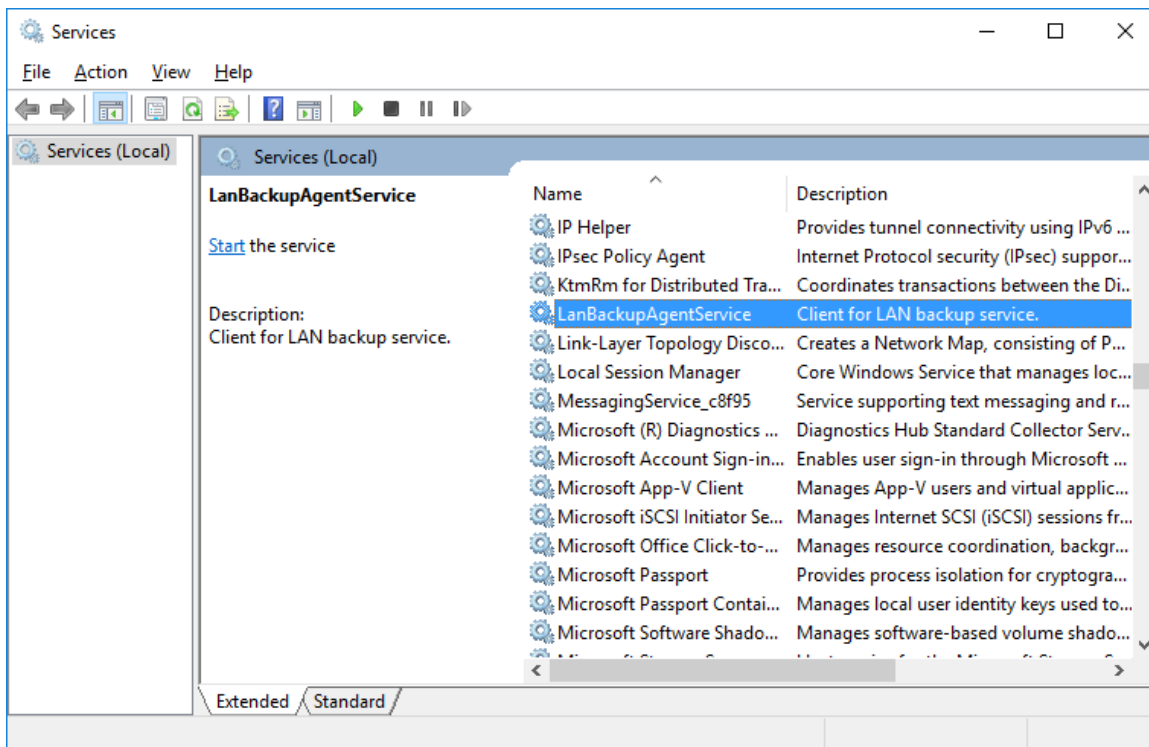 Services
File Action View Help
Services (Local)
Services (Local)
LanBackupAgentService
Start the service
Description:
Client for LAN backup service.
Name Description
IP Helper Provides tunnel connectivity using IPv6 ...
IPsec Policy Agent Internet Protocol security (IPsec) suppor...
KtmRm for Distributed Tra... Coordinates transactions between the Di...
LanBackupAgentService Client for LAN backup service.
Link-Layer Topology Disco... Creates a Network Map, consisting of P...
Local Session Manager Core Windows Service that manages loc...
MessagingService_c8f95 Service supporting text messaging and r...
Microsoft (R) Diagnostics ... Diagnostics Hub Standard Collector Serv...
Microsoft Account Sign-in... Enables user sign-in through Microsoft ...
Microsoft App-V Client Manages App-V users and virtual applic...
Microsoft iSCSI Initiator Se... Manages Internet SCSI (iSCSI) sessions fr...
Microsoft Office Click-to-... Manages resource coordination, backgr...
Microsoft Passport Provides process isolation for cryptogra...
Microsoft Passport Contai... Manages local user identity keys used to...
Microsoft Software Shado... Manages software-based volume shado...
Extended Standard